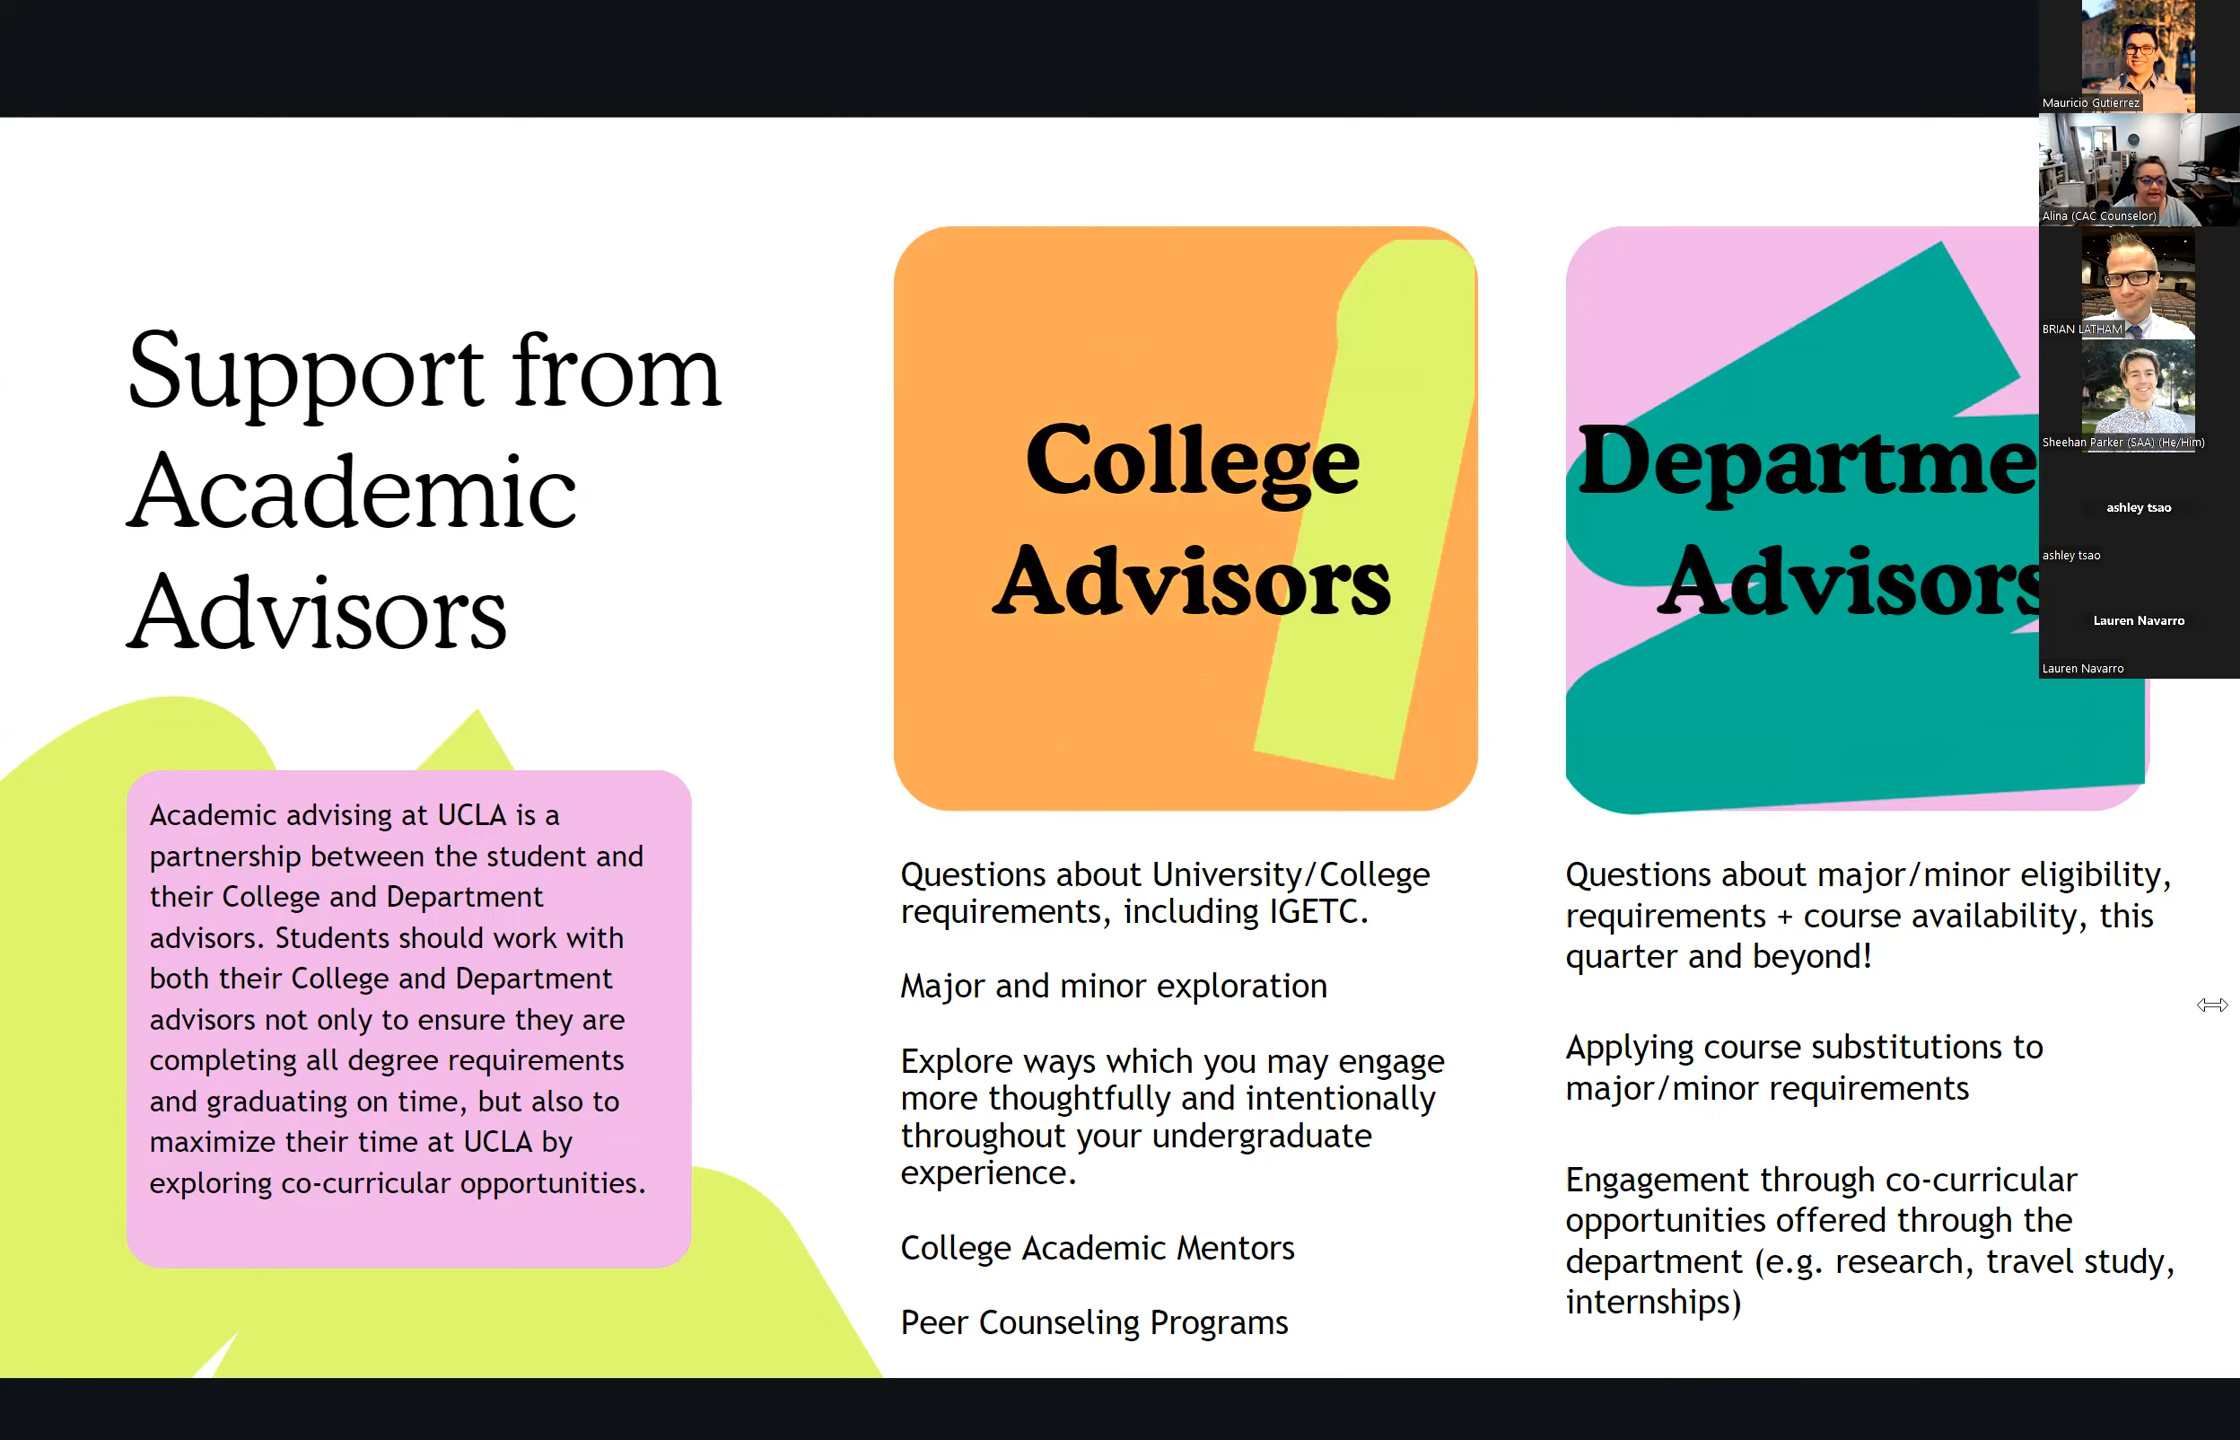 Support from
Academic
Advisors
Academic advising at UCLA is a
partnership between the student and
their College and Department
advisors. Students should work with
both their College and Department
advisors not only to ensure they are
completing all degree requirements
and graduating on time, but also to
maximize their time at UCLA by
exploring co-curricular opportunities.
College
Advisors
Questions about University/College
requirements, including IGETC.
Major and minor exploration
Explore ways which you may engage
more thoughtfully and intentionally
throughout your undergraduate
experience.
College Academic Mentors
Peer Counseling Programs
Departme
Advisors
Questions about major/minor eligibility,
requirements + course availability, this
quarter and beyond!
Applying course substitutions to
major/minor requirements
Engagement through co-curricular
opportunities offered through the
department (e.g. research, travel study,
internships)
Mauricio Gutierrez
Alina (CAC Counselor)
BRIAN LATHAM
Sheehan Parker (SAA) (He/Him)
ashley tsao
ashley tsao
Lauren Navarro
Lauren Navarro